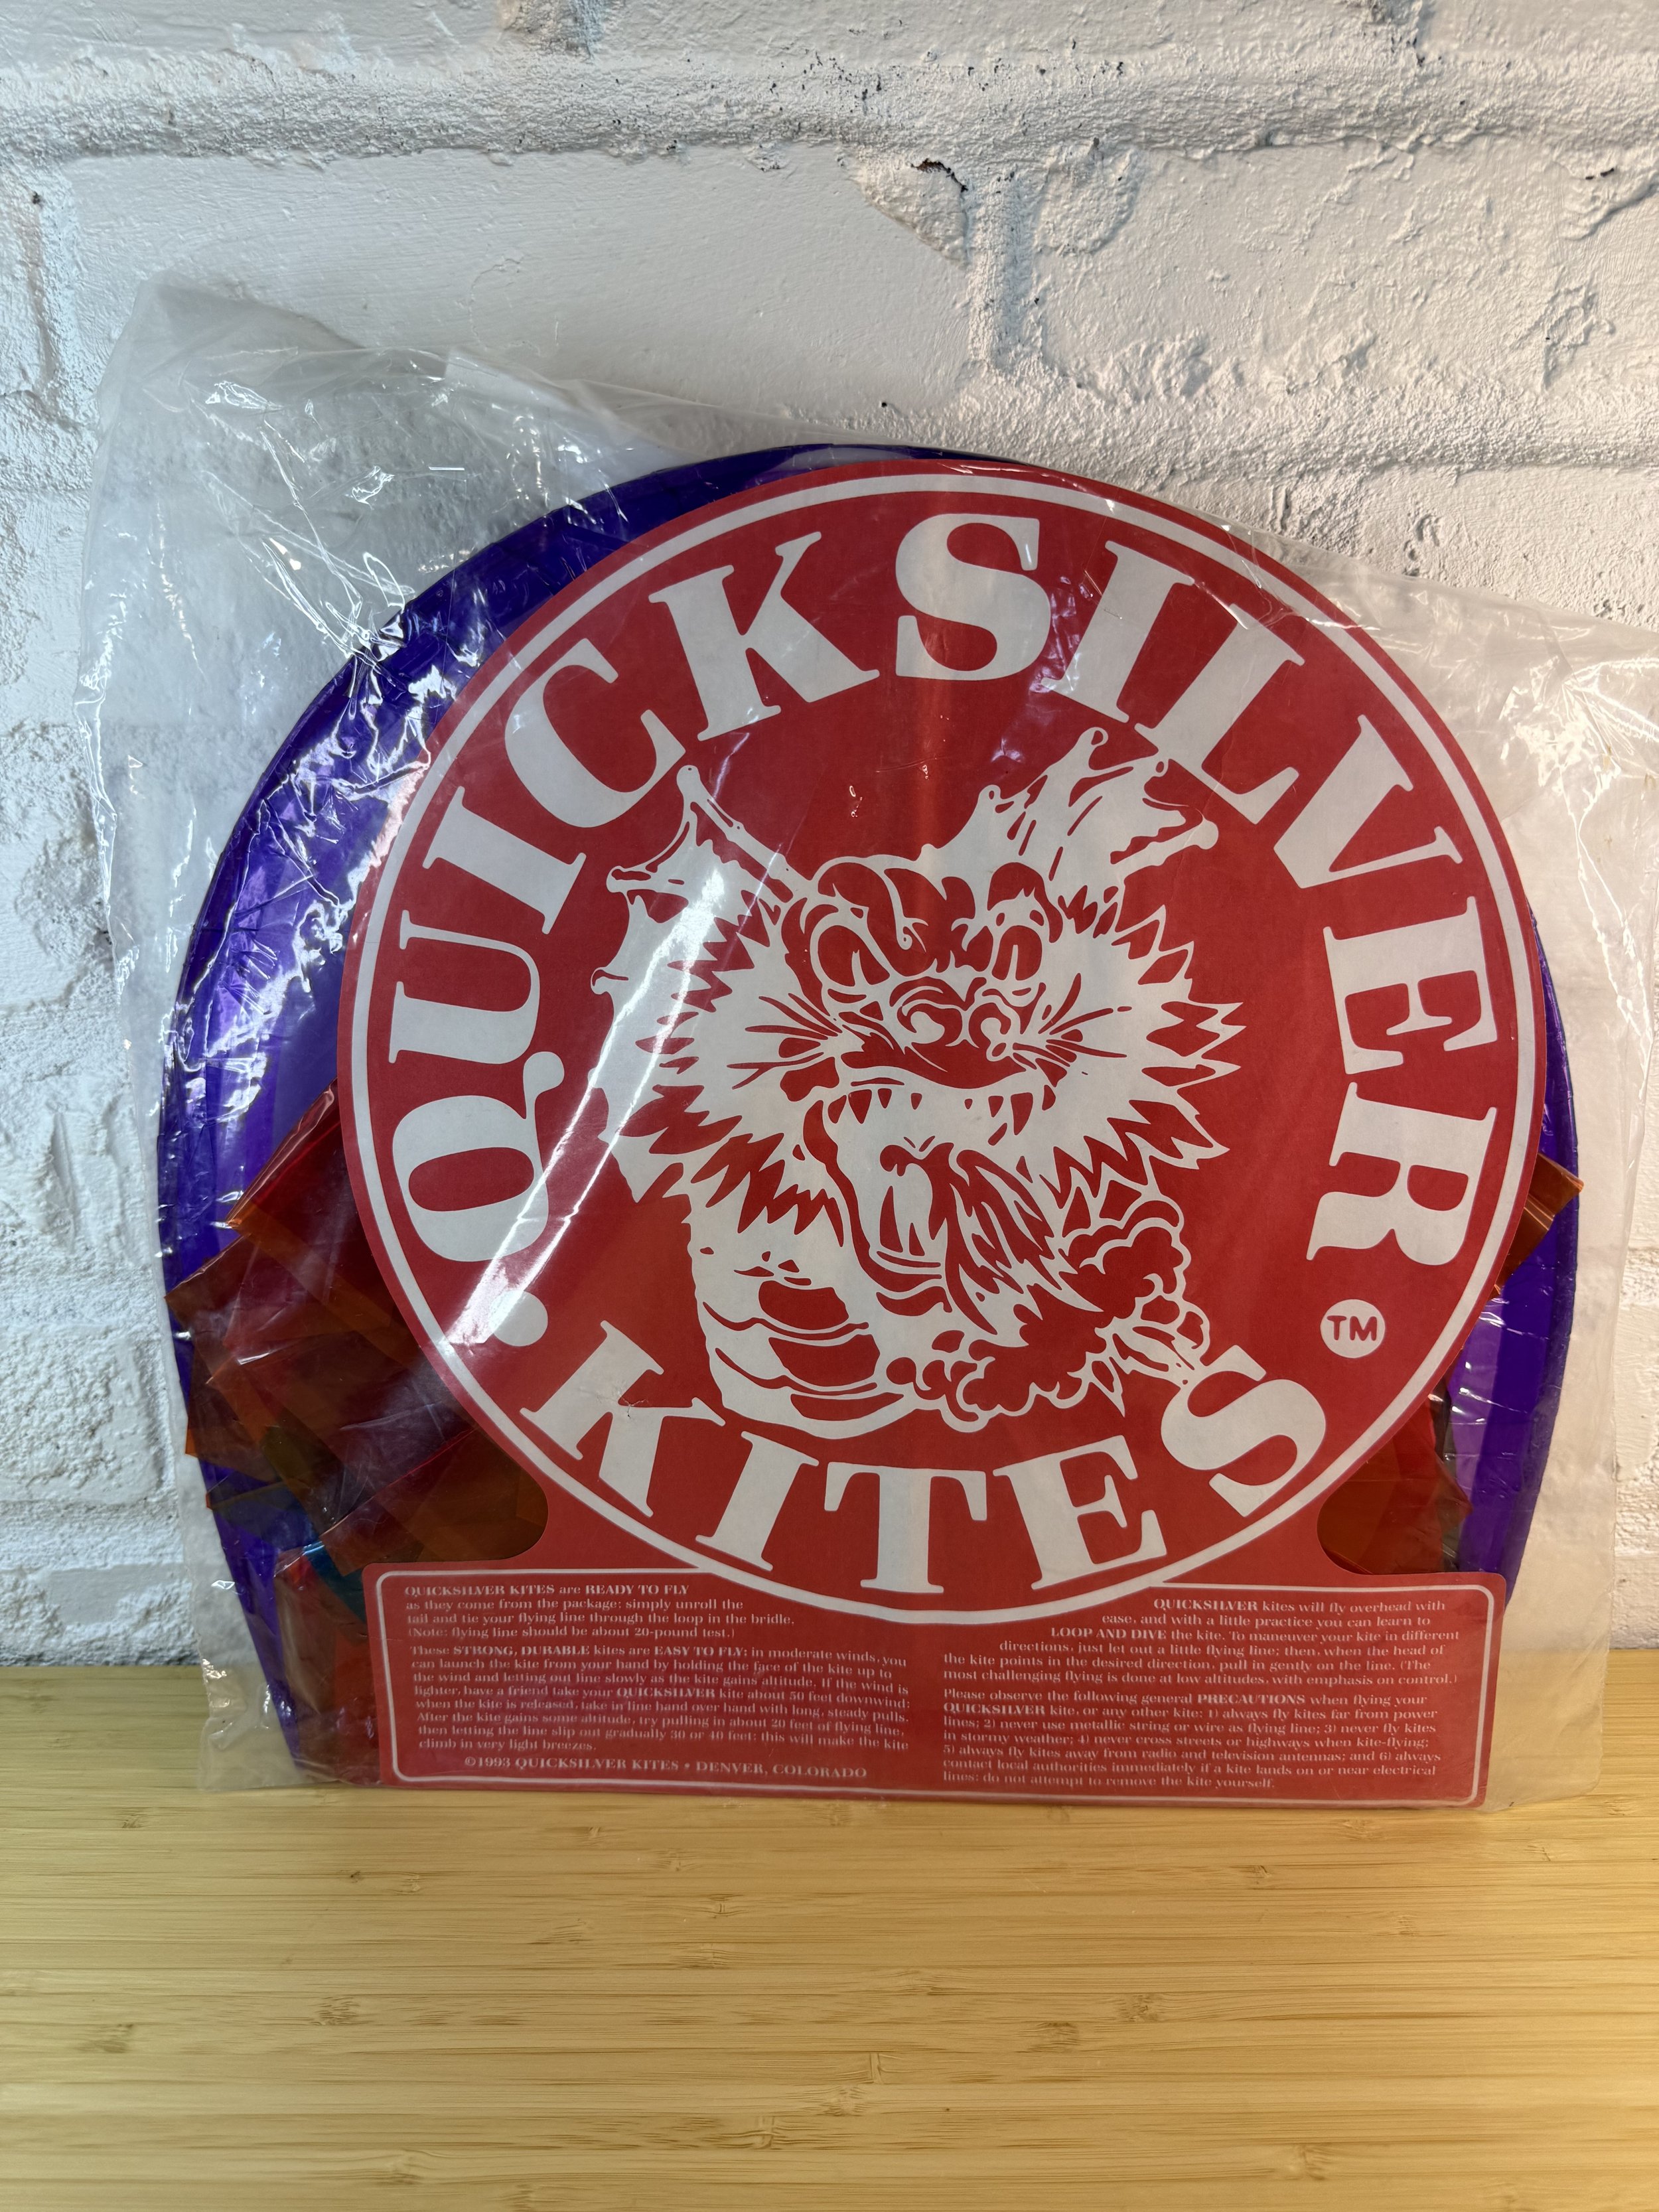 QUICKSILVER
TM
• KITES
QUICKSILVER KITES are READY TO FLY
as they come from the package; simply unroll the
tail and tie your flying line through the loop in the bridle.
(Note: flying line should be about 20-pound test.)
These STRONG, DURABLE kites are EASY TO FLY; in moderate winds, you
can launch the kite from your hand by holding the face of the kite up to
the wind and letting out line slowly as the kite gains altitude. If the wind is
lighter, have a friend take your QUICKSILVER kite about 50 feet downwind;
when the kite is released, take in line hand over hand with long, steady pulls.
After the kite gains some altitude, try pulling in about 20 feet of flying line,
then letting the line slip out gradually 30 or 40 feet; this will make the kite
climb in very light breezes.
©1993 QUICKSILVER KITES • DENVER, COLORADO
QUICKSILVER kites will fly overhead with
ease, and with a little practice you can learn to
LOOP AND DIVE the kite. To maneuver your kite in different
directions, just let out a little flying line; then, when the head of
the kite points in the desired direction, pull in gently on the line. (The
most challenging flying is done at low altitudes, with emphasis on control.)
Please observe the following general PRECAUTIONS when flying your
QUICKSILVER kite, or any other kite: 1) always fly kites far from power
lines; 2) never use metallic string or wire as flying line; 3) never fly kites
in stormy weather; 4) never cross streets or highways when kite-flying;
5) always fly kites away from radio and television antennas; and 6) always
contact local authorities immediately if a kite lands on or near electrical
lines; do not attempt to remove the kite yourself.